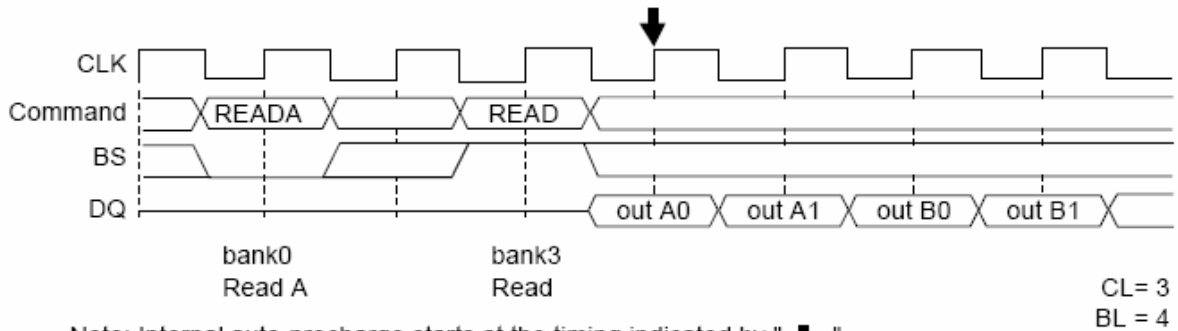 CLK
Command READA READ
BS
DQ out A0 out A1 out B0 out B1
bank0 bank3
Read A Read
CL= 3
BL = 4
Note: Internal auto-precharge starts at the timing indicated by " "